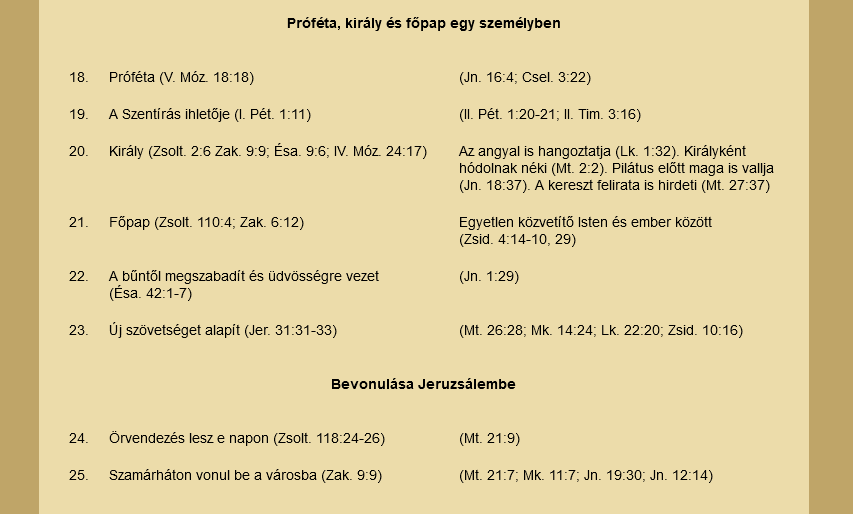 Próféta, király és főpap egy személyben
18. Próféta (V. Móz. 18:18) (Jn. 16:4; Csel. 3:22)
19. A Szentírás ihletője (I. Pét. 1:11) (II. Pét. 1:20-21; II. Tim. 3:16)
20. Király (Zsolt. 2:6 Zak. 9:9; Ésa. 9:6; IV. Móz. 24:17) Az angyal is hangoztatja (Lk. 1:32). Királyként
hódolnak néki (Mt. 2:2). Pilátus előtt maga is vallja
(Jn. 18:37). A kereszt felirata is hirdeti (Mt. 27:37)
21. Főpap (Zsolt. 110:4; Zak. 6:12) Egyetlen közvetítő Isten és ember között
(Zsid. 4:14-10, 29)
22. A bűntől megszabadít és üdvösségre vezet (Jn. 1:29)
(Ésa. 42:1-7)
23. Új szövetséget alapít (Jer. 31:31-33) (Mt. 26:28; Mk. 14:24; Lk. 22:20; Zsid. 10:16)
Bevonulása Jeruzsálembe
24. Örvendezés lesz e napon (Zsolt. 118:24-26) (Mt. 21:9)
25. Szamárháton vonul be a városba (Zak. 9:9) (Mt. 21:7; Mk. 11:7; Jn. 19:30; Jn. 12:14)